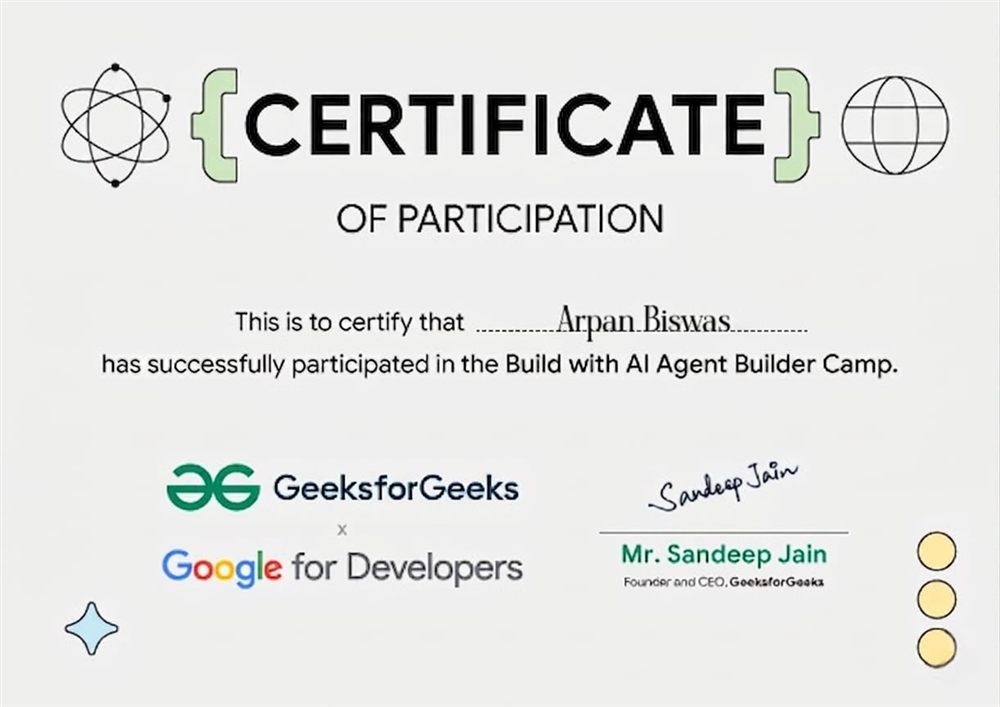 CERTIFICATE
OF PARTICIPATION
This is to certify that ........... Arpan Biswas ...........
has successfully participated in the Build with AI Agent Builder Camp.
GeeksforGeeks
x
Google for Developers
Sandeep Jain
Mr. Sandeep Jain
Founder and CEO, GeeksforGeeks